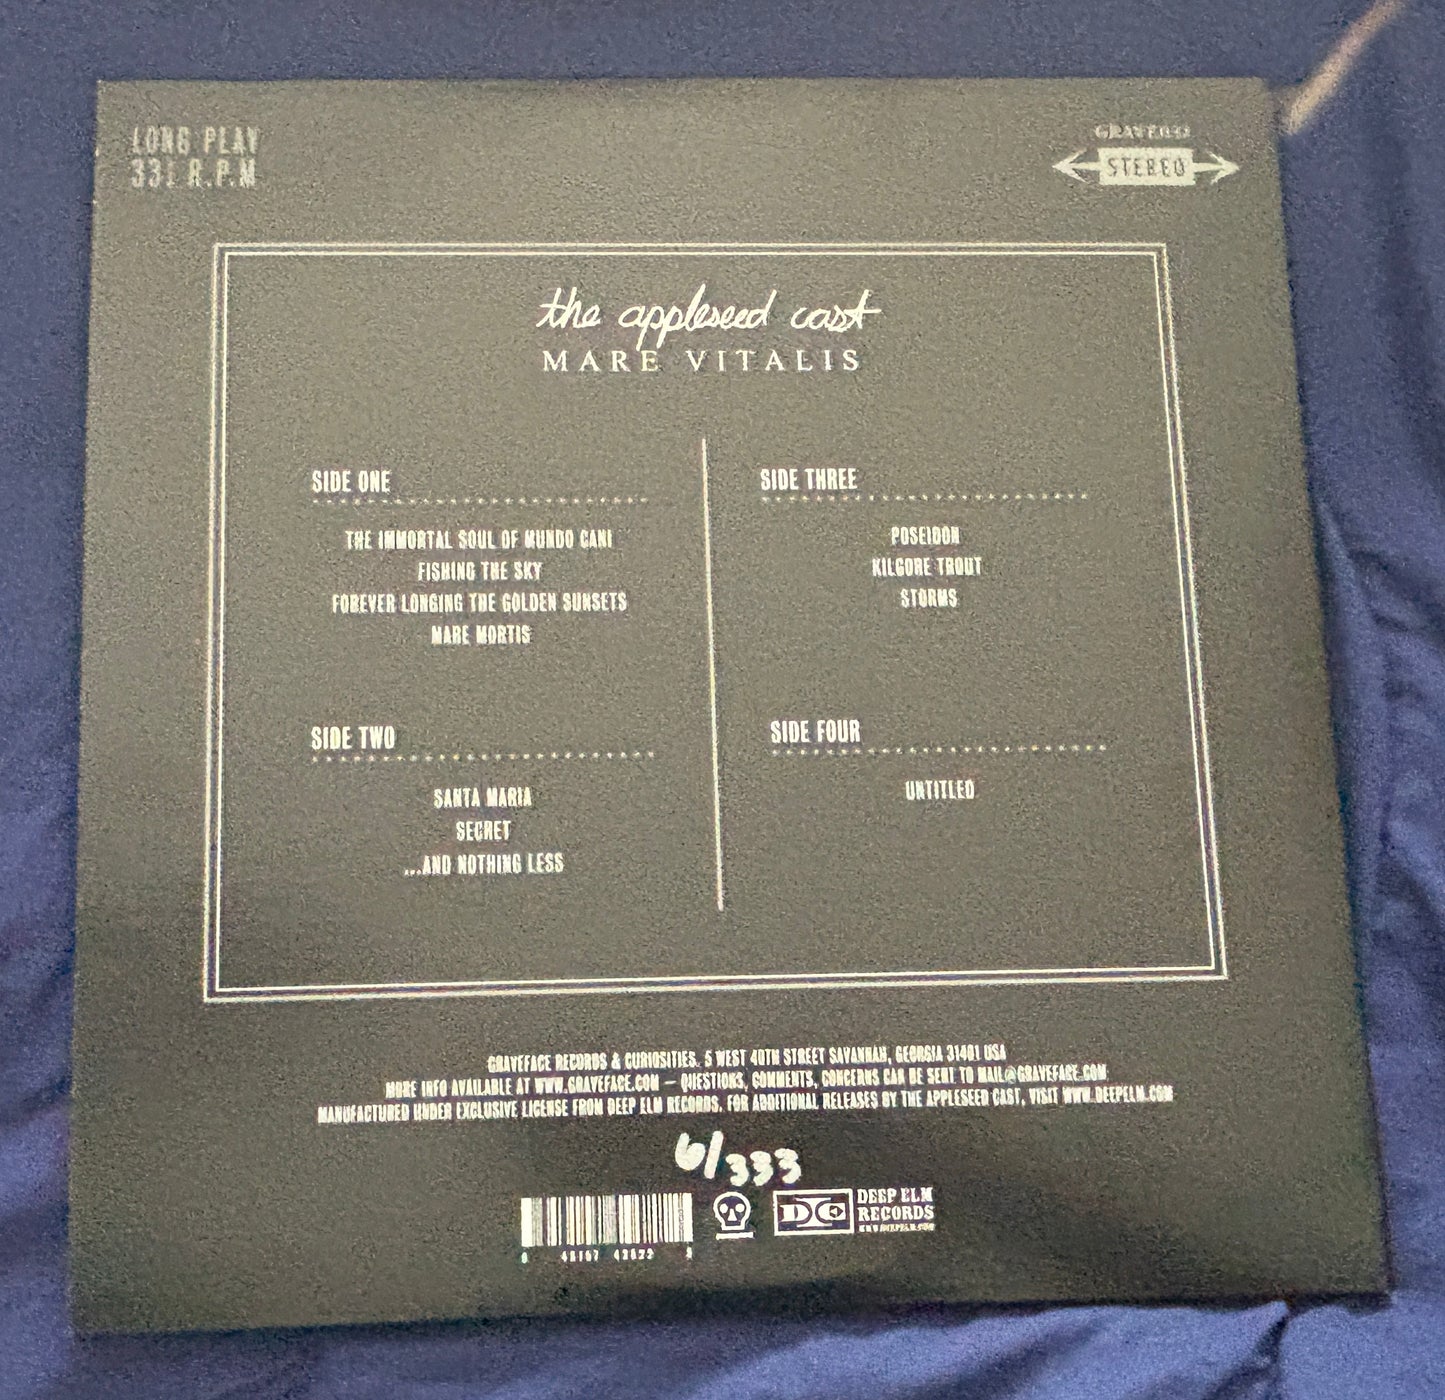 LONG PLAY
33⅓ R.P.M
STEREO
the appleseed cast
MARE VITALIS
SIDE ONE
THE IMMORTAL SOUL OF MUNDO CANI
FISHING THE SKY
FOREVER LONGING THE GOLDEN SUNSETS
MARE MORTIS
SIDE TWO
SANTA MARIA
SECRET
...AND NOTHING LESS
SIDE THREE
POSEIDON
KILGORE TROUT
STORMS
SIDE FOUR
UNTITLED
GRAVEFACE RECORDS & CURIOSITIES. 5 WEST 40TH STREET SAVANNAH, GEORGIA 31401 USA
MORE INFO AVAILABLE AT WWW.GRAVEFACE.COM — QUESTIONS, COMMENTS, CONCERNS CAN BE SENT TO MAIL@GRAVEFACE.COM
MANUFACTURED UNDER EXCLUSIVE LICENSE FROM DEEP ELM RECORDS. FOR ADDITIONAL RELEASES BY THE APPLESEED CAST, VISIT WWW.DEEPELM.COM
6/333
DE
DEEP ELM
RECORDS
WWW.DEEPELM.COM